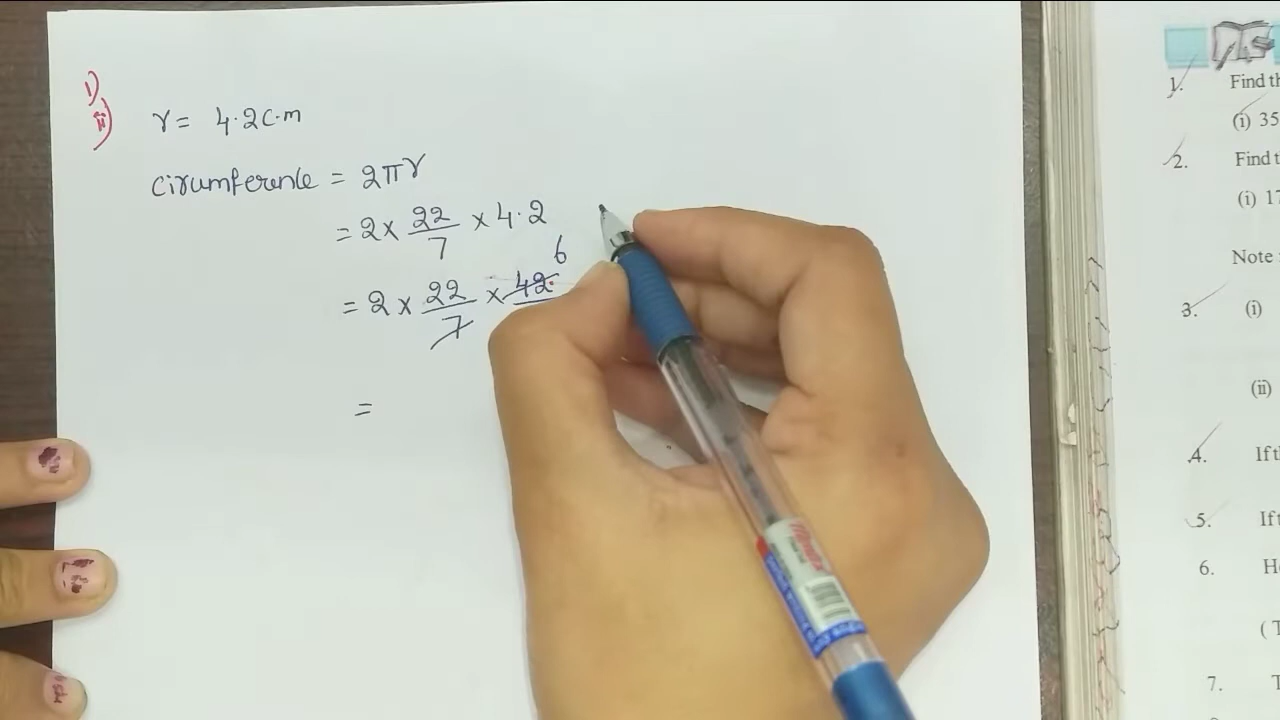 1)
ii)
r = 4.2c.m
cirumference = 2πr
= 2 × 22/7 × 4.2
6
= 2 × 22/7 × 42
=
1. Find th
(i) 35
2. Find t
(i) 17
Note :
3. (i)
(ii)
4. If t
5. If t
6. H
( T
7. T